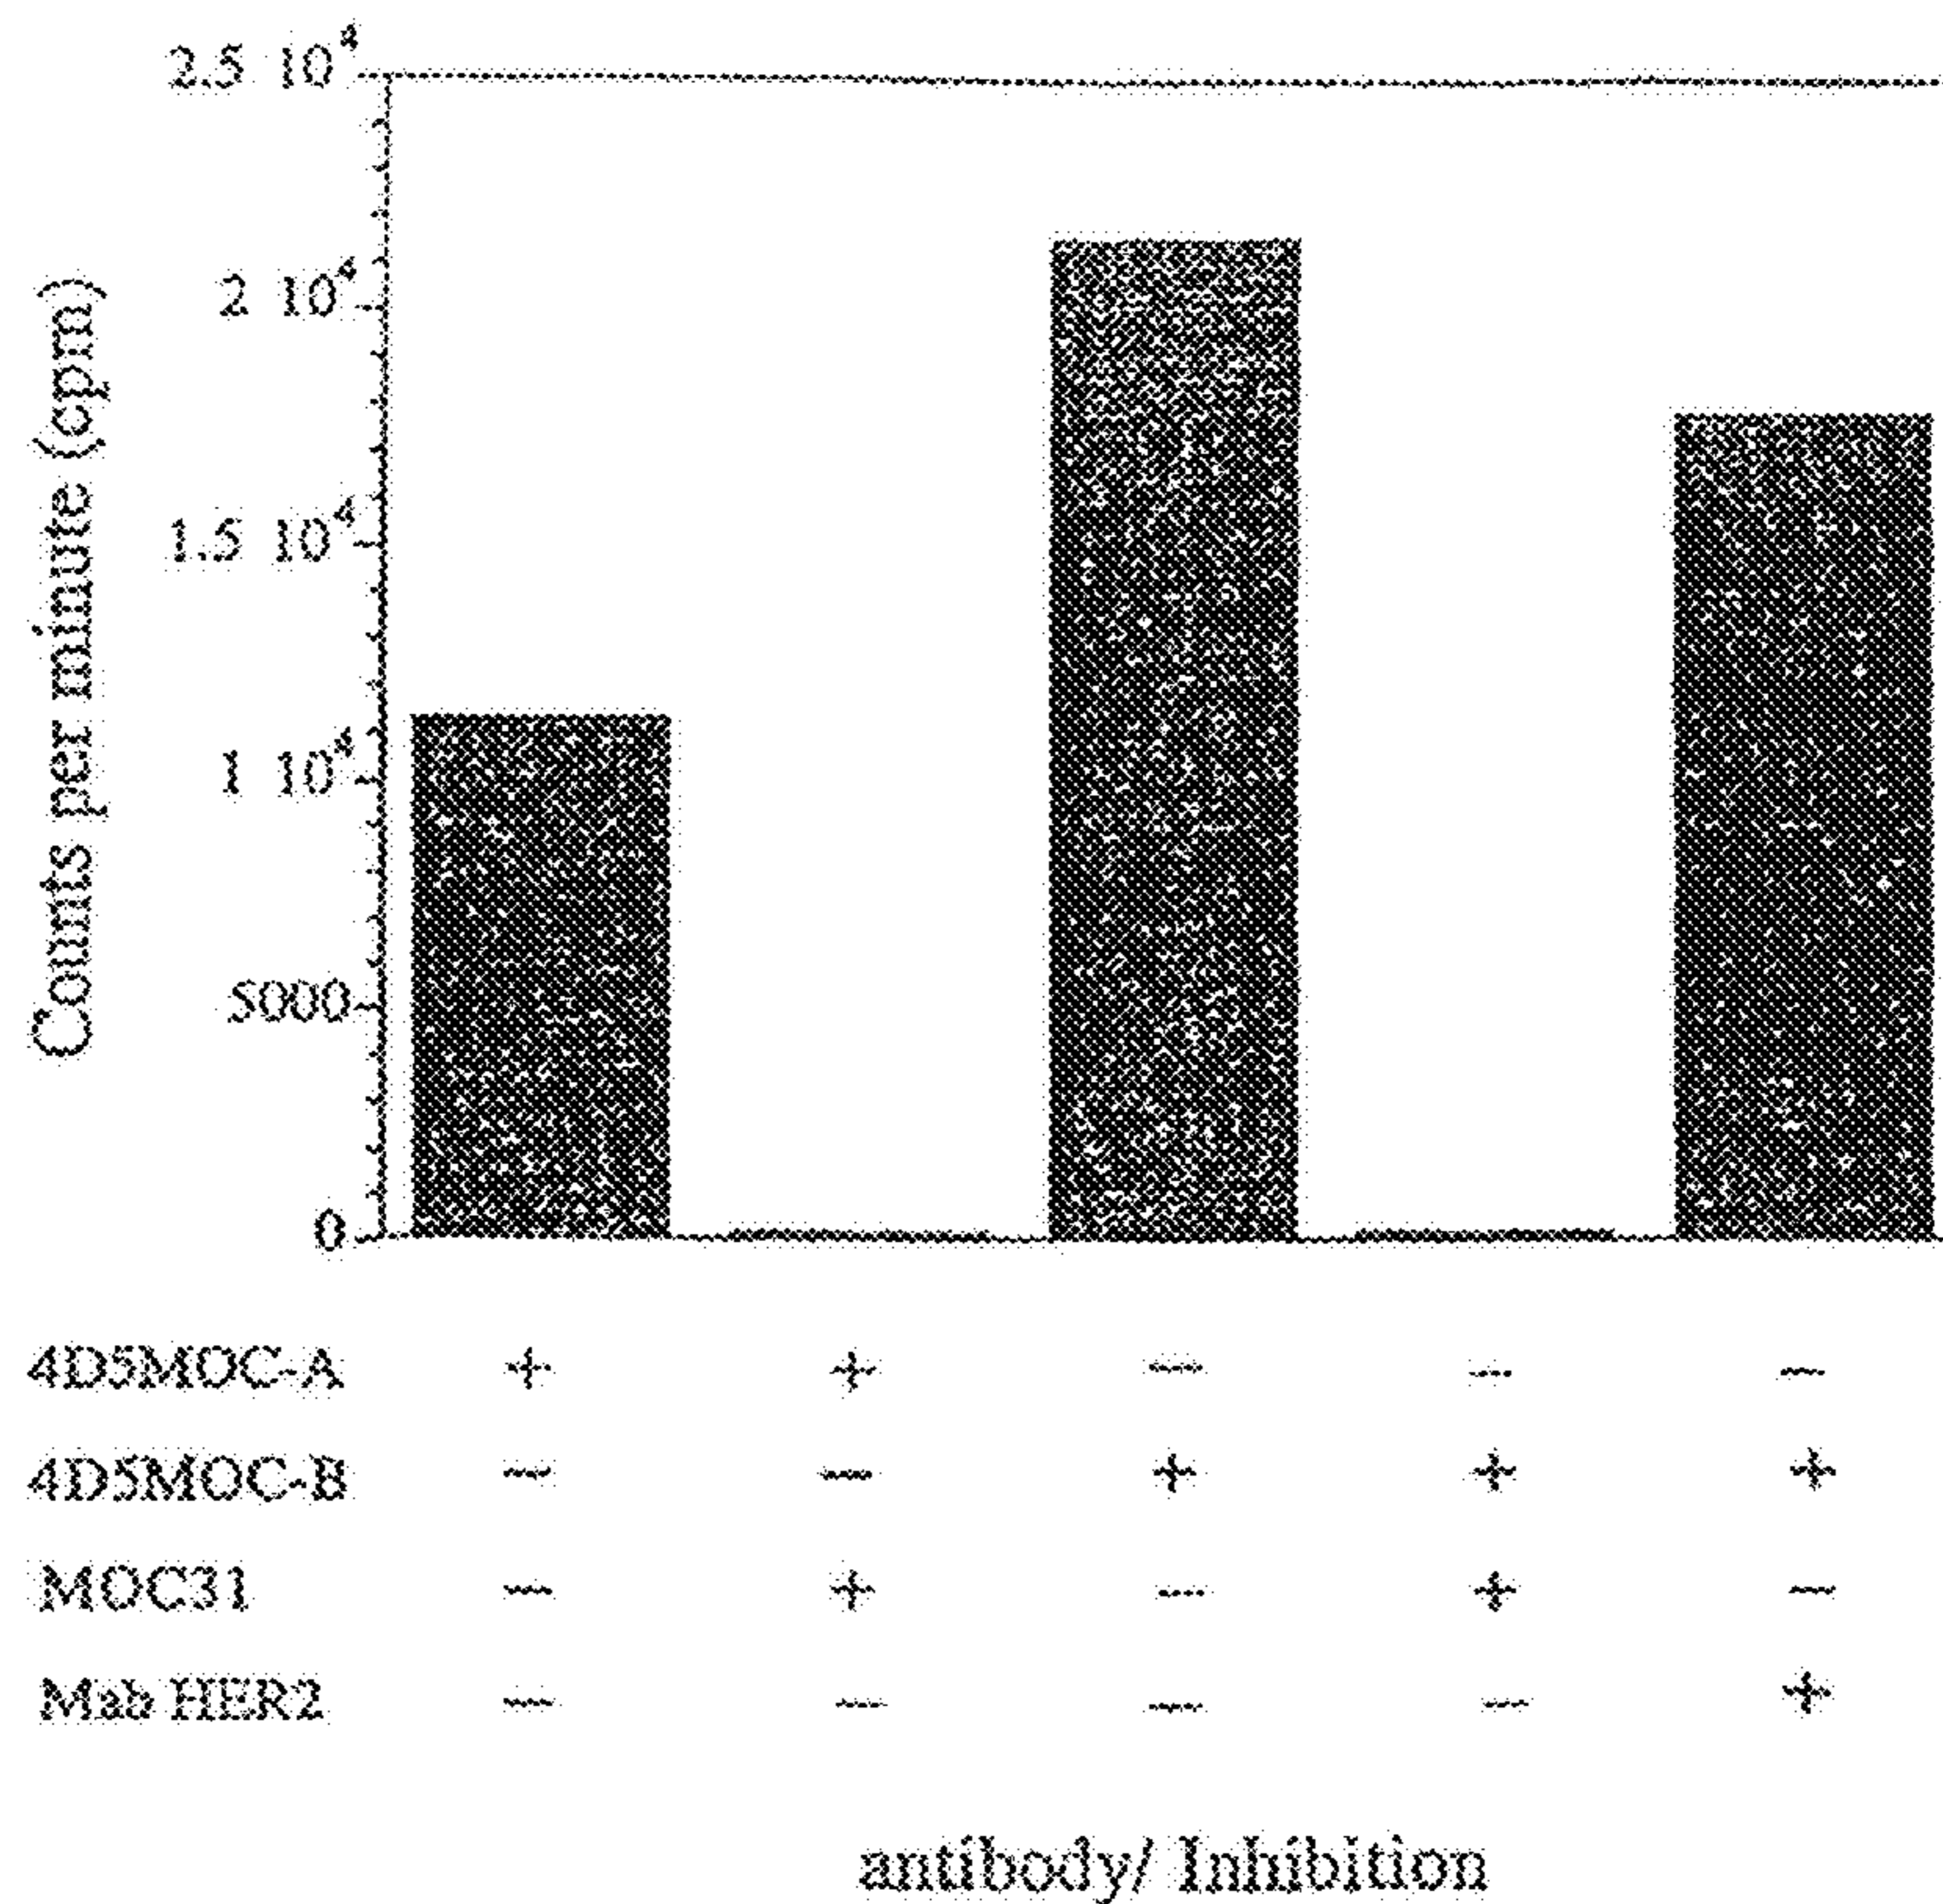 2.5 10⁴
2 10⁴
1.5 10⁴
1 10⁴
5000
0
Counts per minute (cpm)
4D5MOC-A + + − − −
4D5MOC-B − − + + +
MOC31 − + − + −
Mab HER2 − − − − +
antibody/ Inhibition